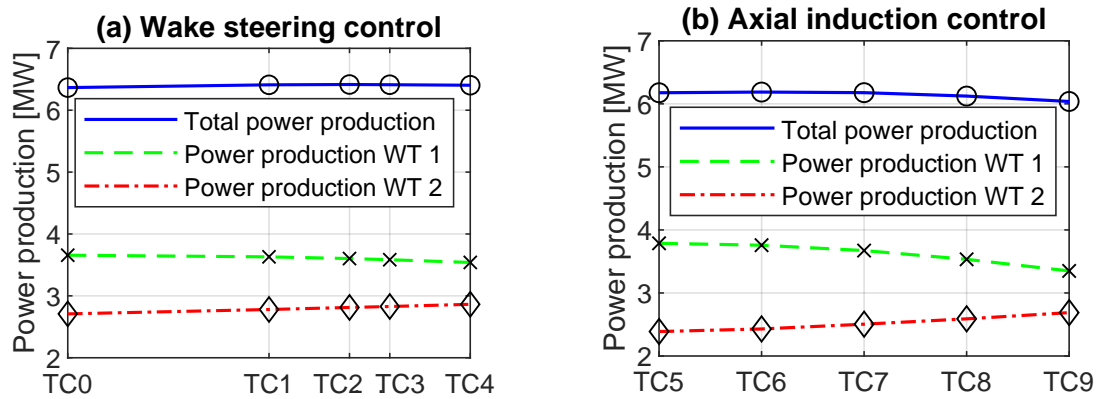 (a) Wake steering control
Power production [MW]
7
6
5
4
3
2
Total power production
Power production WT 1
Power production WT 2
TC0 TC1 TC2 TC3 TC4
(b) Axial induction control
Power production [MW]
7
6
5
4
3
2
Total power production
Power production WT 1
Power production WT 2
TC5 TC6 TC7 TC8 TC9